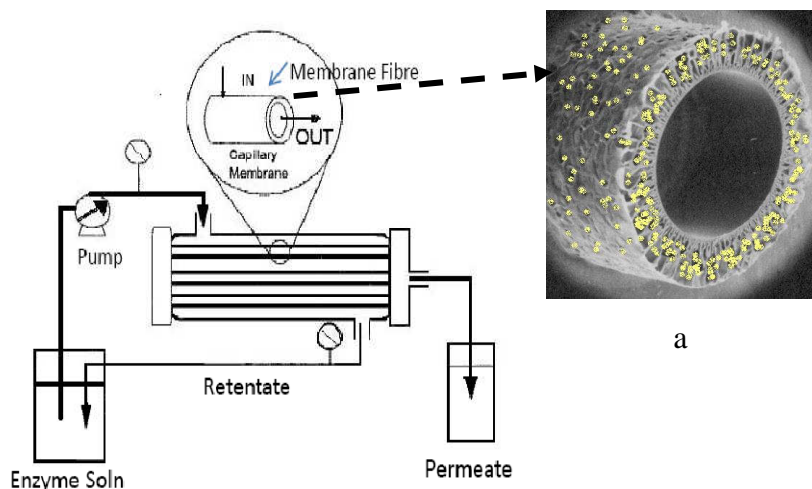 IN
Membrane Fibre
OUT
Capillary
Membrane
Pump
a
Retentate
Enzyme Soln
Permeate